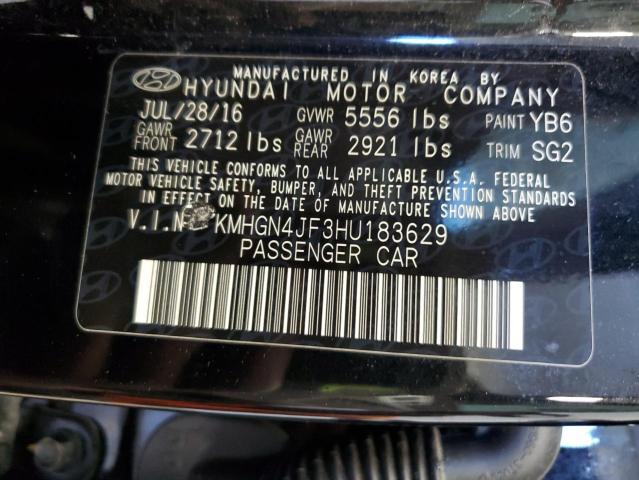 MANUFACTURED IN KOREA BY
HYUNDAI MOTOR COMPANY
JUL/28/16 GVWR 5556 lbs PAINT YB6
GAWR FRONT 2712 lbs GAWR REAR 2921 lbs TRIM SG2
THIS VEHICLE CONFORMS TO ALL APPLICABLE U.S.A. FEDERAL
MOTOR VEHICLE SAFETY, BUMPER, AND THEFT PREVENTION STANDARDS
IN EFFECT ON THE DATE OF MANUFACTURE SHOWN ABOVE.
V.I.N KMHGN4JF3HU183629
PASSENGER CAR